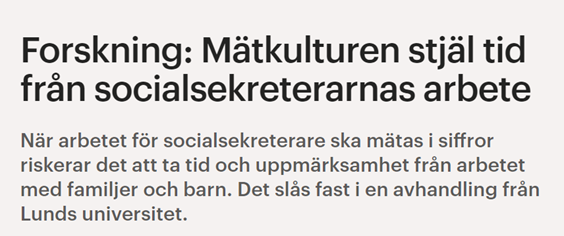 Forskning: Mätkulturen stjäl tid
från socialsekreterarnas arbete
När arbetet för socialsekreterare ska mätas i siffror
riskerar det att ta tid och uppmärksamhet från arbetet
med familjer och barn. Det slås fast i en avhandling från
Lunds universitet.